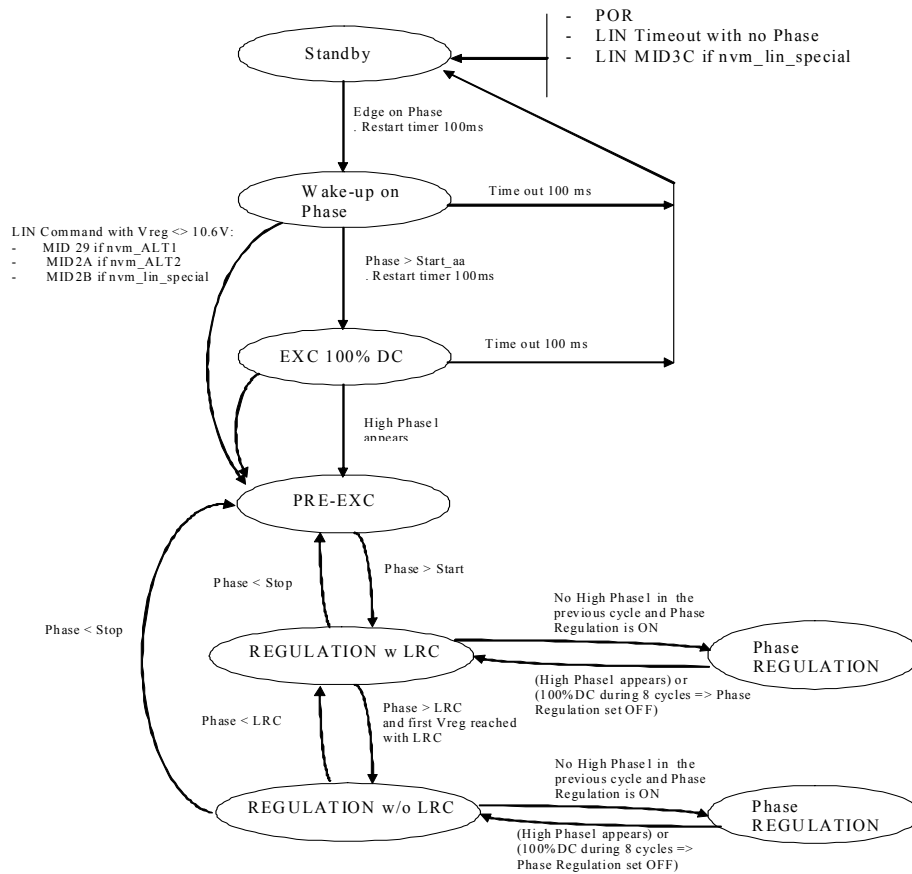 - POR
- LIN Timeout with no Phase
- LIN MID3C if nvm_lin_special
Standby
Edge on Phase
. Restart timer 100ms
Wake-up on
Phase
Time out 100 ms
LIN Command with Vreg <> 10.6V:
- MID 29 if nvm_ALT1
- MID2A if nvm_ALT2
- MID2B if nvm_lin_special
Phase > Start_aa
. Restart timer 100ms
EXC 100% DC
Time out 100 ms
High Phase1
appears
PRE-EXC
Phase < Stop
Phase > Start
Phase < Stop
No High Phase1 in the
previous cycle and Phase
Regulation is ON
REGULATION w LRC
Phase
REGULATION
(High Phase1 appears) or
(100%DC during 8 cycles => Phase
Regulation set OFF)
Phase < LRC
Phase > LRC
and first Vreg reached
with LRC
No High Phase1 in the
previous cycle and Phase
Regulation is ON
REGULATION w/o LRC
Phase
REGULATION
(High Phase1 appears) or
(100%DC during 8 cycles =>
Phase Regulation set OFF)